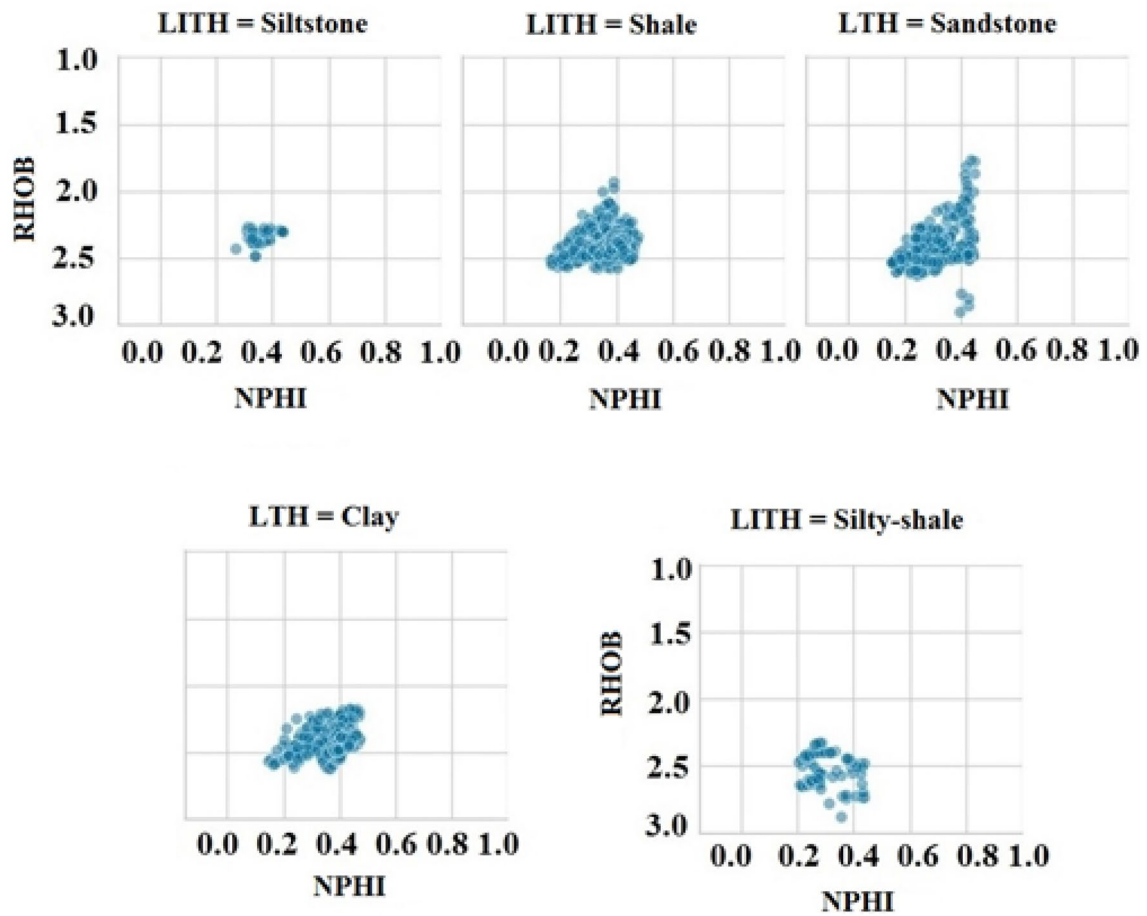 LITH = Siltstone LITH = Shale LTH = Sandstone
1.0
1.5
2.0
2.5
3.0
RHOB
0.0 0.2 0.4 0.6 0.8 1.0 0.0 0.2 0.4 0.6 0.8 1.0 0.0 0.2 0.4 0.6 0.8 1.0
NPHI NPHI NPHI
LTH = Clay LITH = Silty-shale
1.0
1.5
2.0
2.5
3.0
RHOB
0.0 0.2 0.4 0.6 0.8 1.0 0.0 0.2 0.4 0.6 0.8 1.0
NPHI NPHI